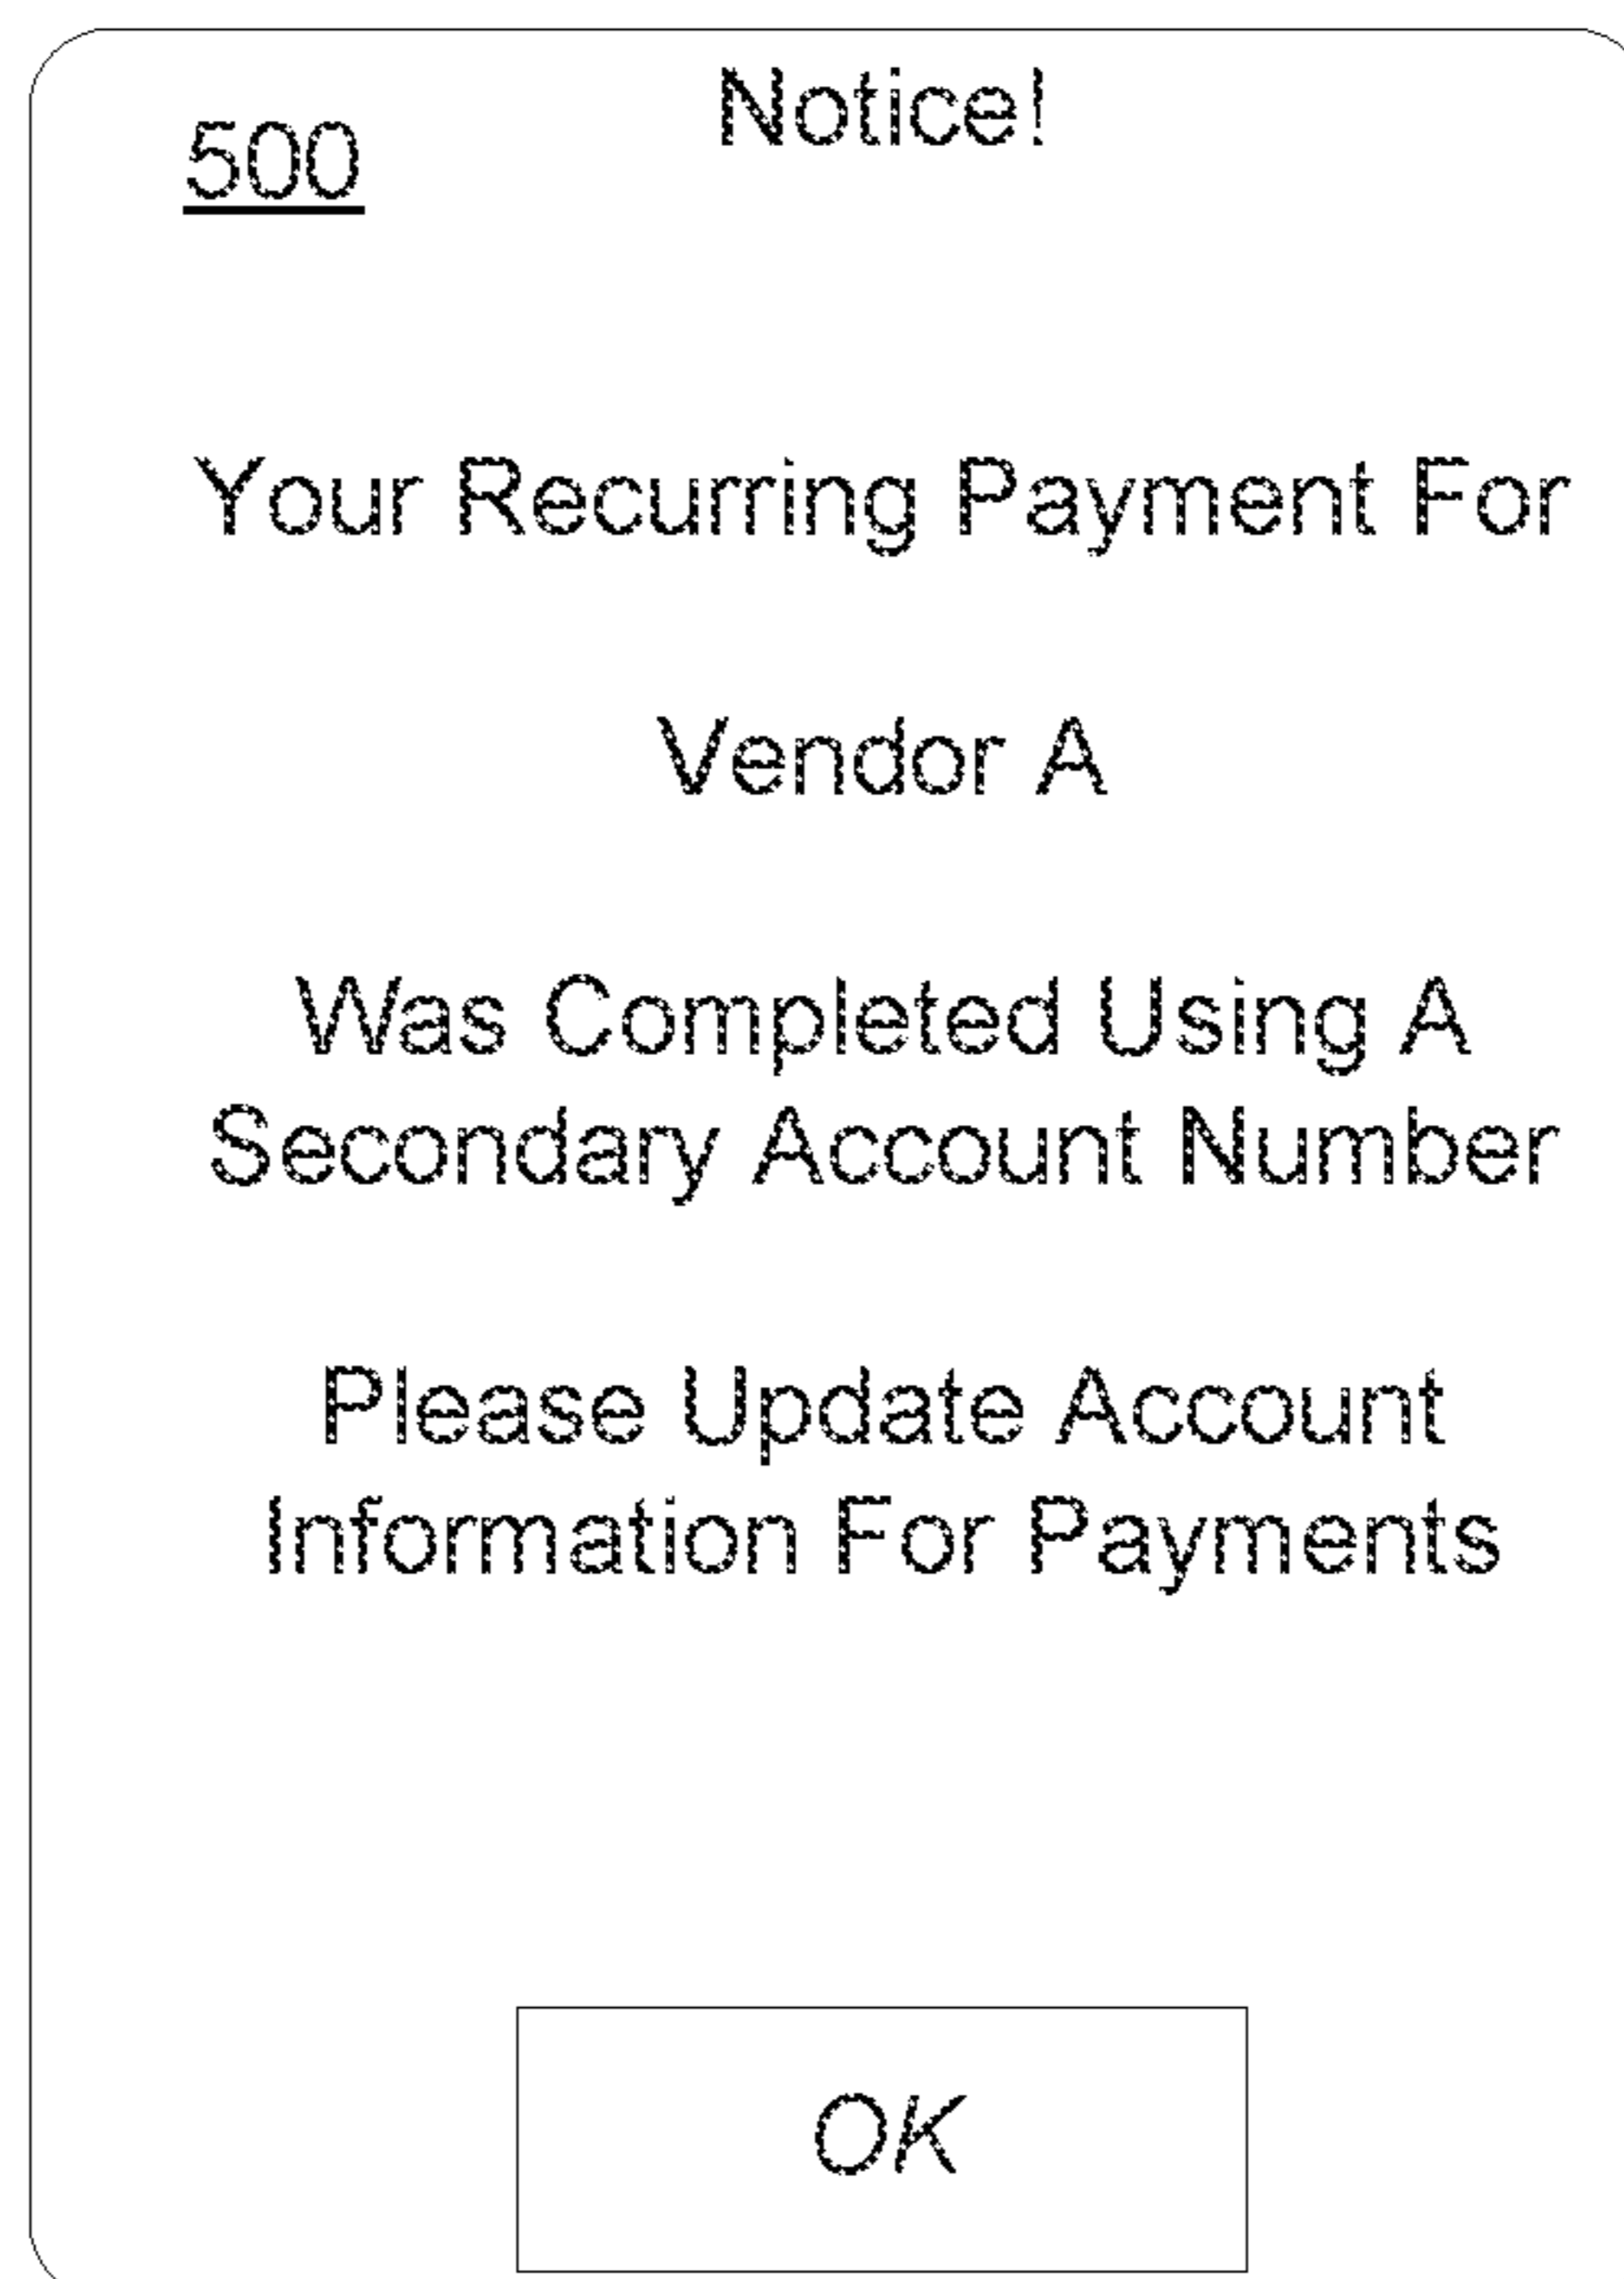 Notice!
500
Your Recurring Payment For
Vendor A
Was Completed Using A
Secondary Account Number
Please Update Account
Information For Payments
OK